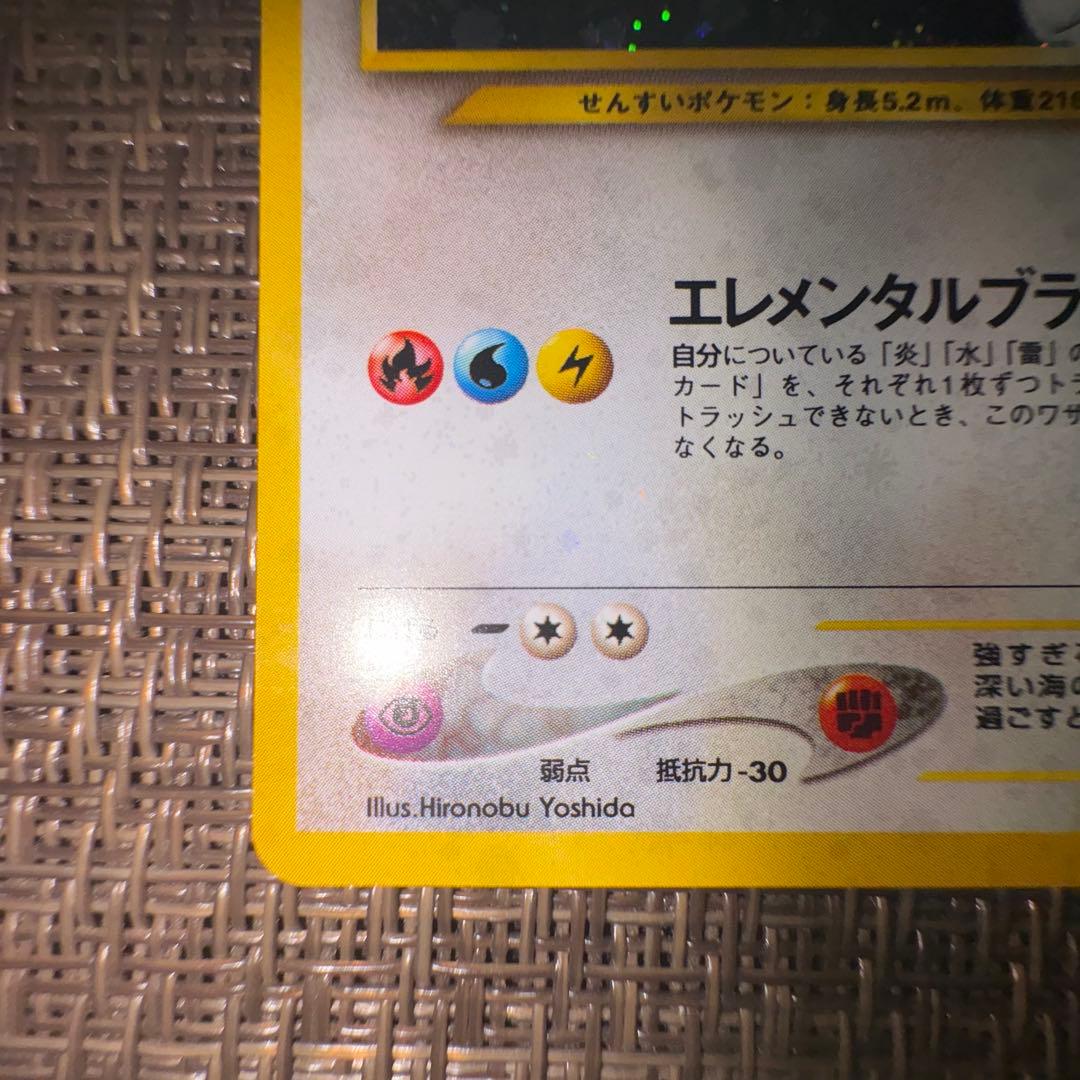 せんすいポケモン：身長5.2m。体重216
エレメンタルブラ
自分についている「炎」「水」「雷」の
カード」を、それぞれ1枚ずつトラ
トラッシュできないとき、このワザ
なくなる。
強すぎる
深い海の
過ごすと
弱点 抵抗力-30
Illus.Hironobu Yoshida